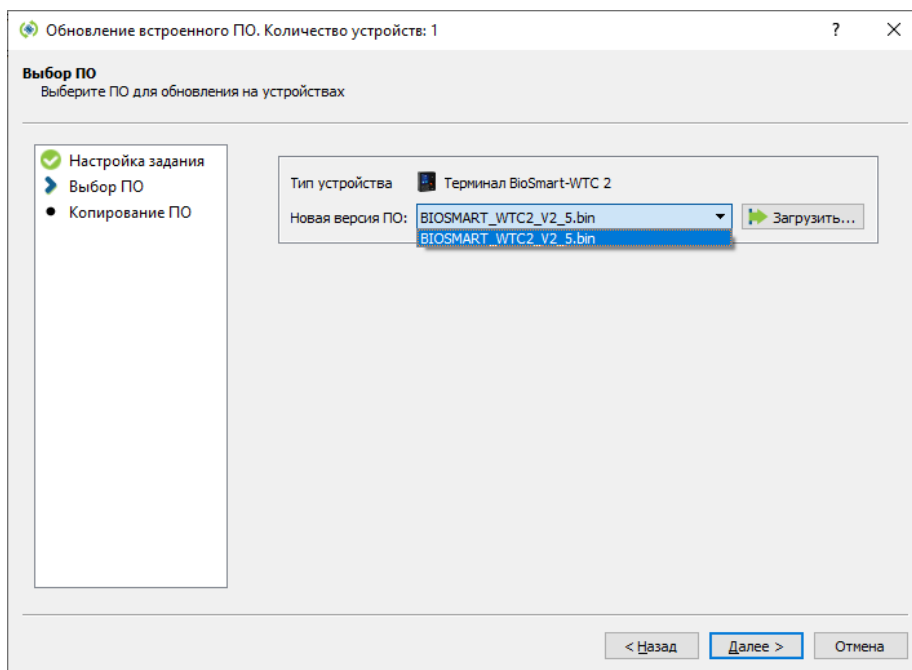 Обновление встроенного ПО. Количество устройств: 1
?
Выбор ПО
Выберите ПО для обновления на устройствах
Настройка задания
Выбор ПО
Копирование ПО
Тип устройства Терминал BioSmart-WTC 2
Новая версия ПО: BIOSMART_WTC2_V2_5.bin Загрузить...
BIOSMART_WTC2_V2_5.bin
< Назад Далее > Отмена